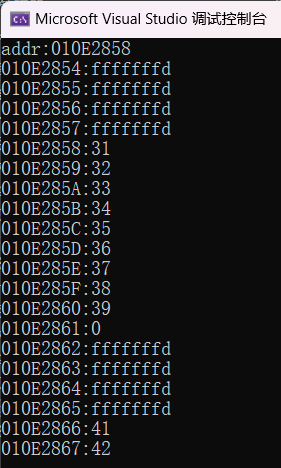 Microsoft Visual Studio 调试控制台
addr:010E2858
010E2854:fffffffd
010E2855:fffffffd
010E2856:fffffffd
010E2857:fffffffd
010E2858:31
010E2859:32
010E285A:33
010E285B:34
010E285C:35
010E285D:36
010E285E:37
010E285F:38
010E2860:39
010E2861:0
010E2862:fffffffd
010E2863:fffffffd
010E2864:fffffffd
010E2865:fffffffd
010E2866:41
010E2867:42